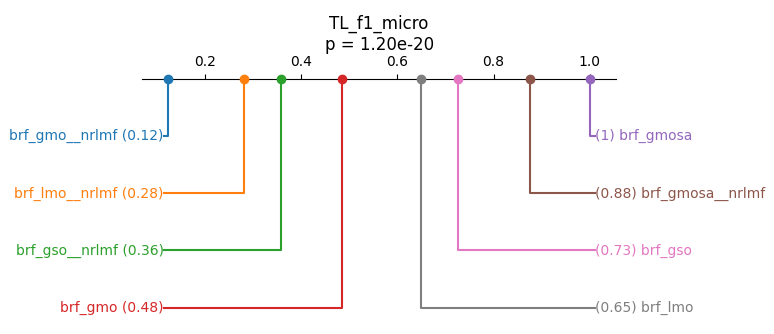 TL_f1_micro
p = 1.20e-20
0.2 0.4 0.6 0.8 1.0
brf_gmo__nrlmf (0.12) (1) brf_gmosa
brf_lmo__nrlmf (0.28) (0.88) brf_gmosa__nrlmf
brf_gso__nrlmf (0.36) (0.73) brf_gso
brf_gmo (0.48) (0.65) brf_lmo